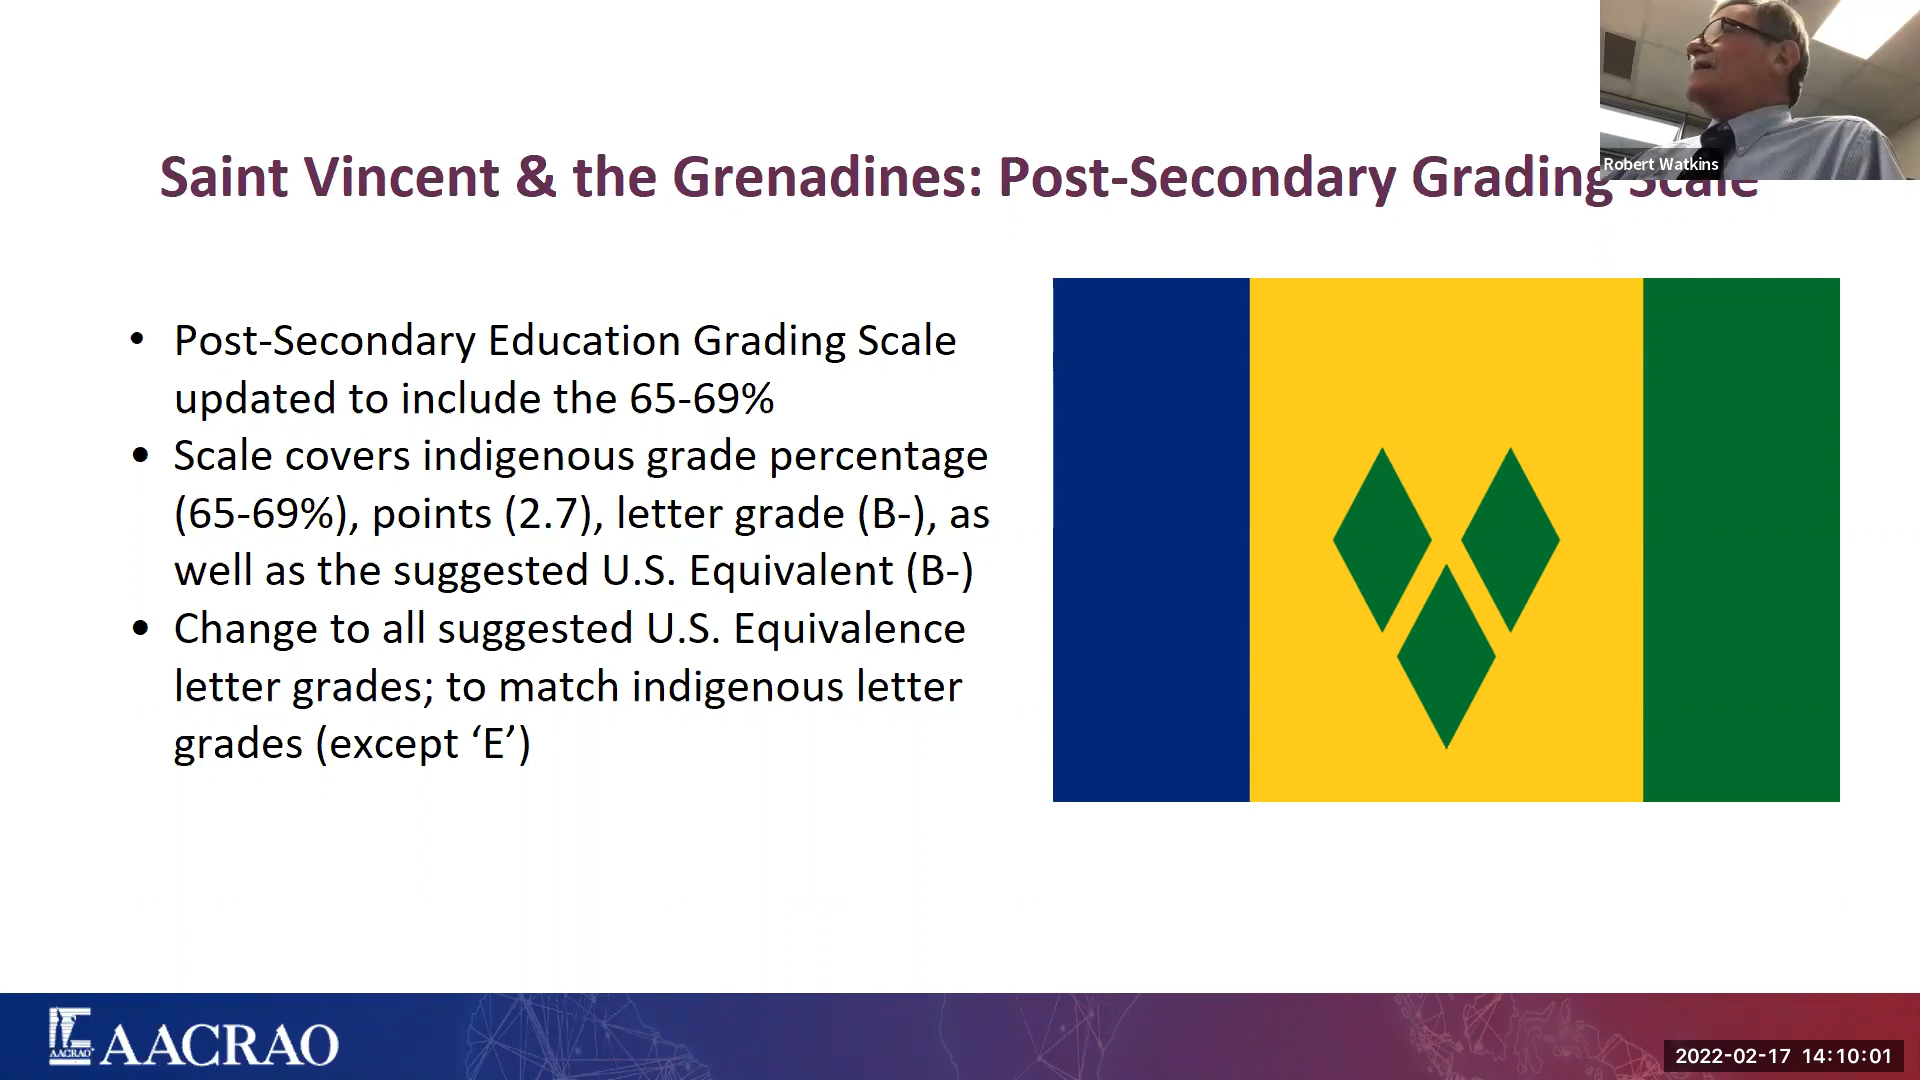 Robert Watkins
Saint Vincent & the Grenadines: Post-Secondary Grading Scale
• Post-Secondary Education Grading Scale
updated to include the 65-69%
• Scale covers indigenous grade percentage
(65-69%), points (2.7), letter grade (B-), as
well as the suggested U.S. Equivalent (B-)
• Change to all suggested U.S. Equivalence
letter grades; to match indigenous letter
grades (except ‘E’)
AACRAO
AACRAO
2022-02-17 14:10:01